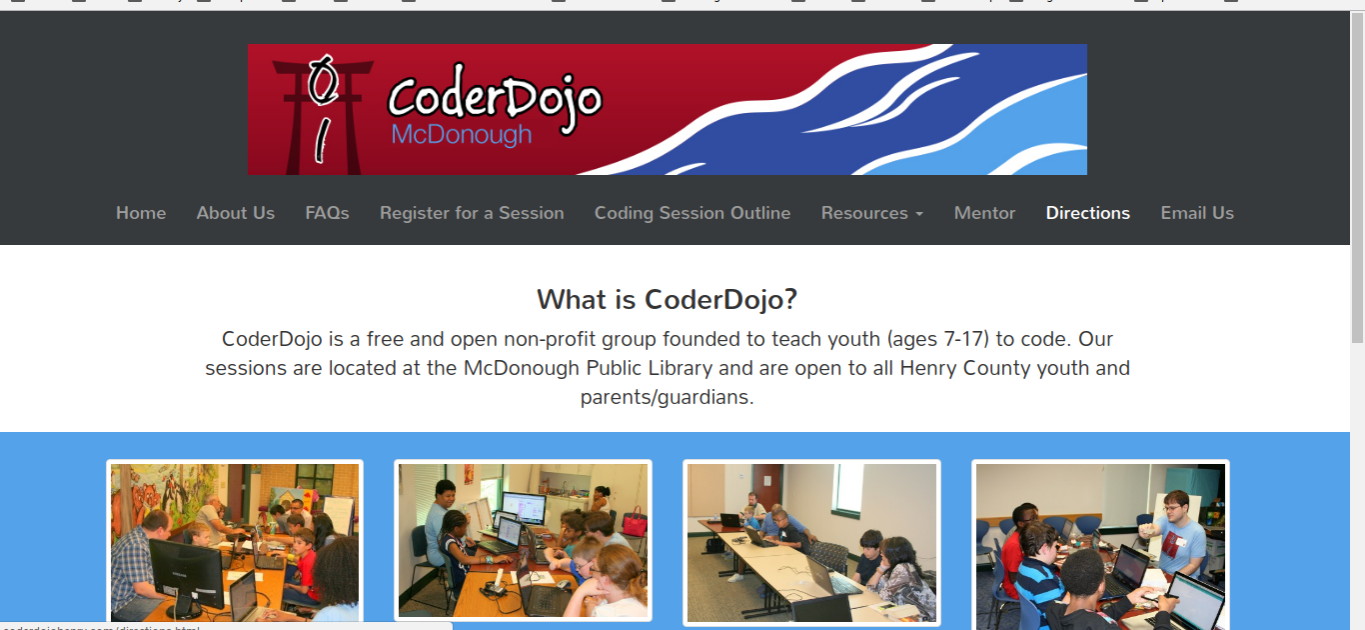 CoderDojo
McDonough
Home About Us FAQs Register for a Session Coding Session Outline Resources Mentor Directions Email Us
What is CoderDojo?
CoderDojo is a free and open non-profit group founded to teach youth (ages 7-17) to code. Our
sessions are located at the McDonough Public Library and are open to all Henry County youth and
parents/guardians.